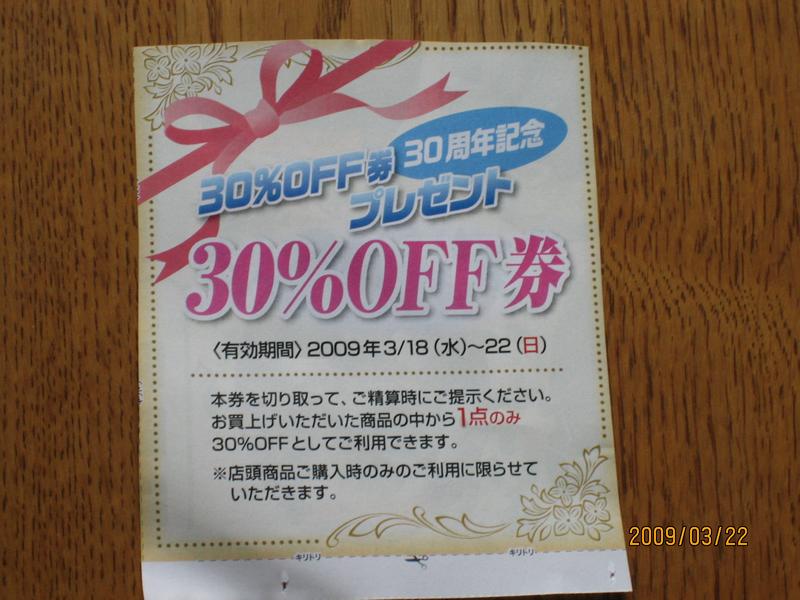 30周年記念
30%OFF券
プレゼント
30%OFF券
〈有効期間〉2009年3/18(水)～22(日)
本券を切り取って、ご精算時にご提示ください。
お買上げいただいた商品の中から1点のみ
30%OFFとしてご利用できます。
※店頭商品ご購入時のみのご利用に限らせて
いただきます。
キリトリ
キリトリ
2009/03/22